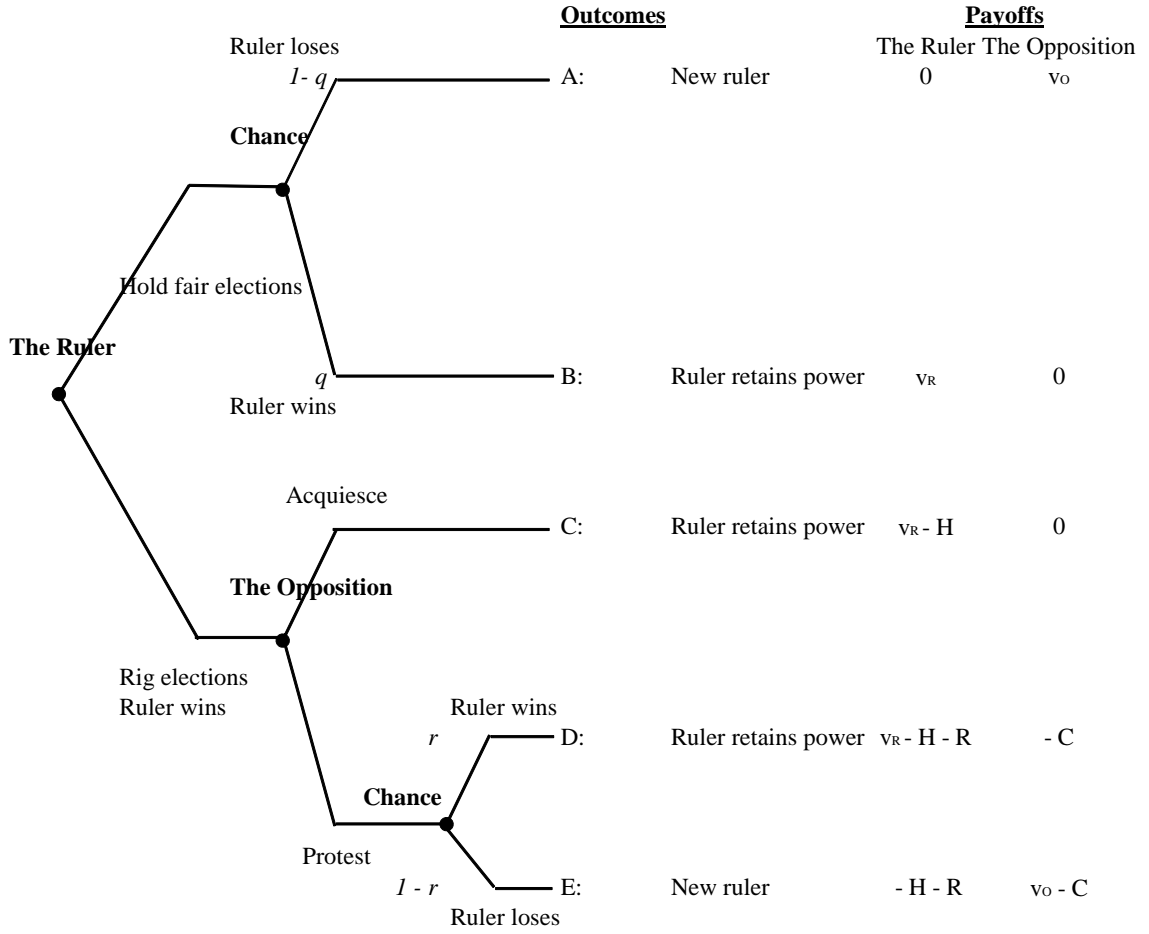 Outcomes Payoffs
Ruler loses The Ruler The Opposition
1- q A: New ruler 0 vO
Chance
Hold fair elections
The Ruler
q B: Ruler retains power vR 0
Ruler wins
Acquiesce
C: Ruler retains power vR - H 0
The Opposition
Rig elections
Ruler wins Ruler wins
r D: Ruler retains power vR - H - R - C
Chance
Protest
1 - r E: New ruler - H - R vO - C
Ruler loses